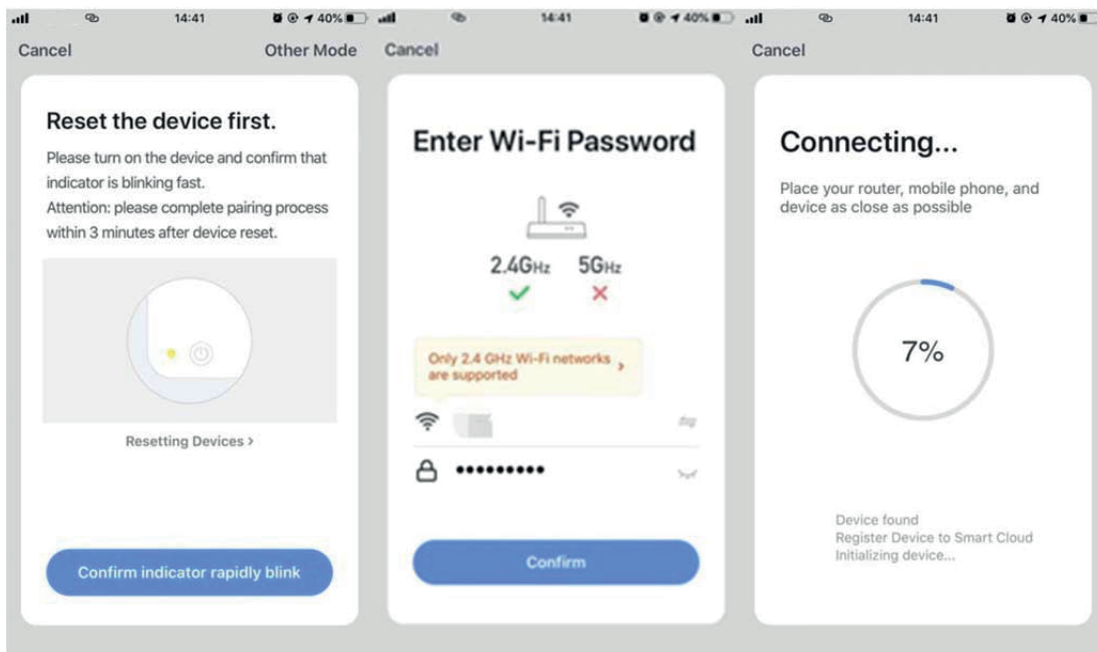 14:41
40%
Cancel
Other Mode
Reset the device first.
Please turn on the device and confirm that
indicator is blinking fast.
Attention: please complete pairing process
within 3 minutes after device reset.
Resetting Devices >
Confirm indicator rapidly blink
14:41
40%
Cancel
Enter Wi-Fi Password
2.4GHz
5GHz
Only 2.4 GHz Wi-Fi networks
are supported
•••••••••
Confirm
14:41
40%
Cancel
Connecting...
Place your router, mobile phone, and
device as close as possible
7%
Device found
Register Device to Smart Cloud
Initializing device...